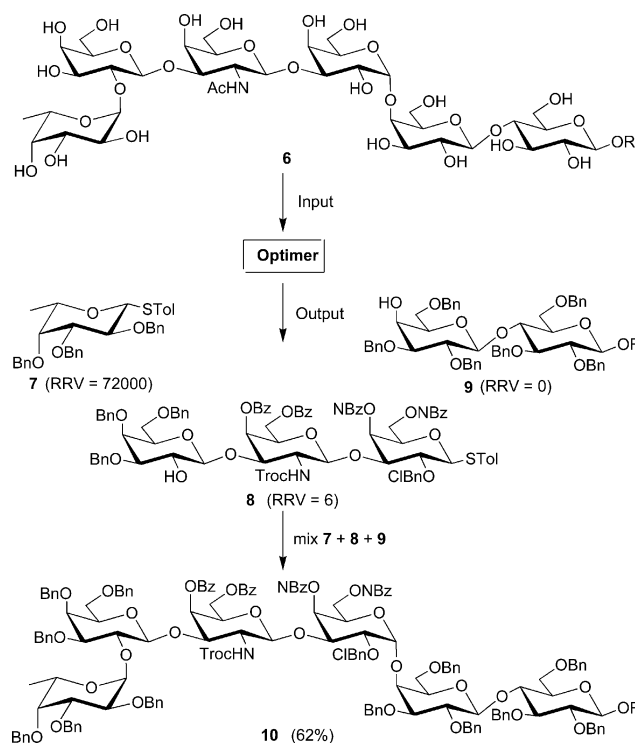 OH OH OH OH OH OH
HO O O O O O OH
HO O AcHN HO O
O OH O OH OH
OH HO O O O OR
HO OH HO OH HO OH
6
Input
Optimer
Output
O STol HO OBn OBn
OBn O O O
BnO OBn BnO OBn BnO OBn OR
7 (RRV = 72000) 9 (RRV = 0)
BnO OBn OBz OBz NBzO ONBz
BnO O O O O O STol
HO TrocHN ClBnO
8 (RRV = 6)
mix 7 + 8 + 9
BnO OBn OBz OBz NBzO ONBz
BnO O O O O O
O TrocHN ClBnO
O O O OBn OBn
OBn O O O OR
BnO OBn BnO OBn BnO OBn
10 (62%)